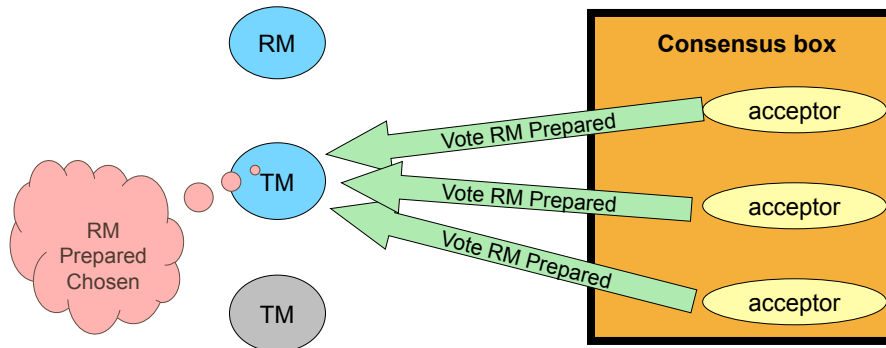 RM
Consensus box
acceptor
Vote RM Prepared
TM
Vote RM Prepared
acceptor
RM
Prepared
Chosen
Vote RM Prepared
TM
acceptor